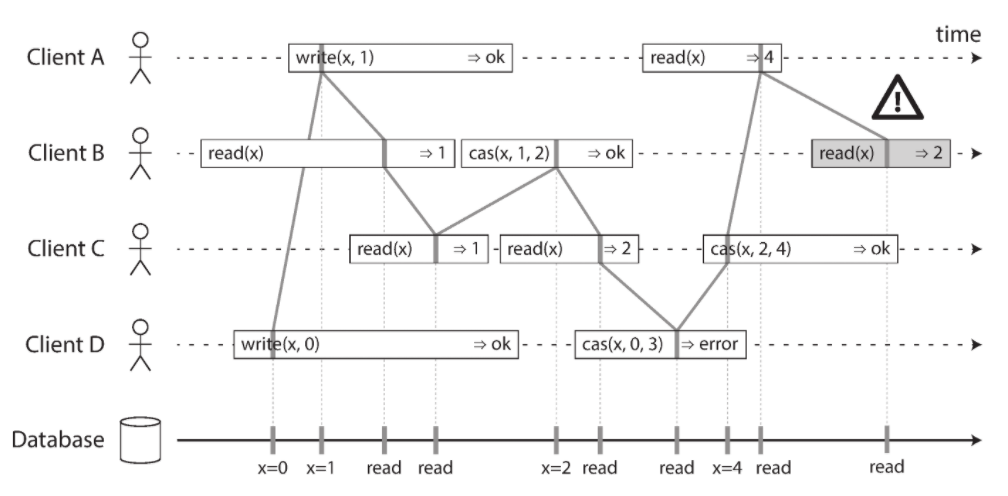 time
Client A write(x, 1) ⇒ ok read(x) ⇒ 4
!
Client B read(x) ⇒ 1 cas(x, 1, 2) ⇒ ok read(x) ⇒ 2
Client C read(x) ⇒ 1 read(x) ⇒ 2 cas(x, 2, 4) ⇒ ok
Client D write(x, 0) ⇒ ok cas(x, 0, 3) ⇒ error
Database
x=0 x=1 read read x=2 read read x=4 read read